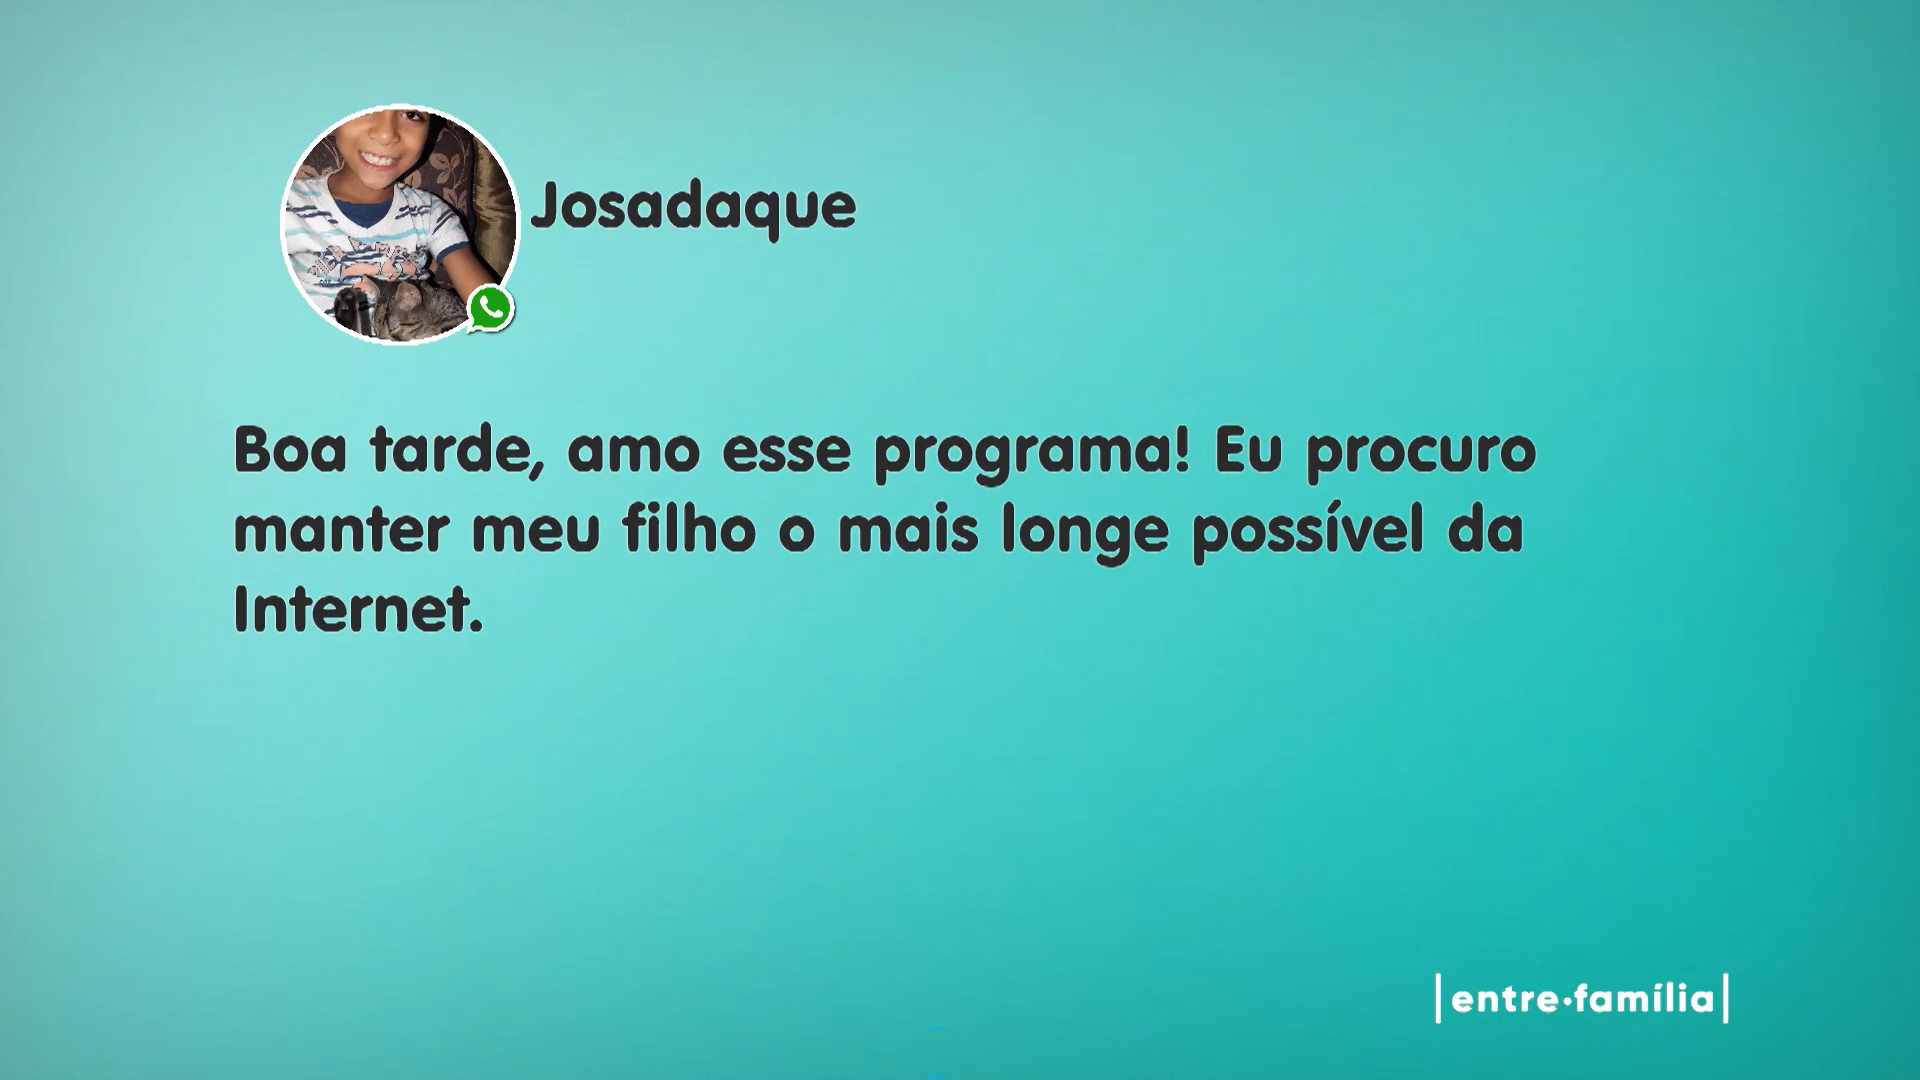 Josadaque
Boa tarde, amo esse programa! Eu procuro
manter meu filho o mais longe possível da
Internet.
|entre•família|